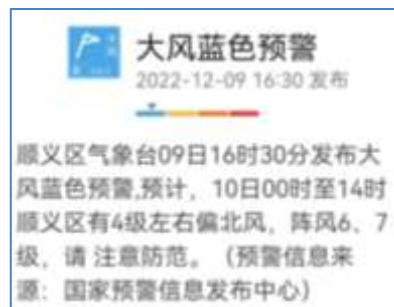 大风蓝色预警
2022-12-09 16:30 发布
顺义区气象台09日16时30分发布大
风蓝色预警,预计，10日00时至14时
顺义区有4级左右偏北风，阵风6、7
级，请 注意防范。（预警信息来
源：国家预警信息发布中心）